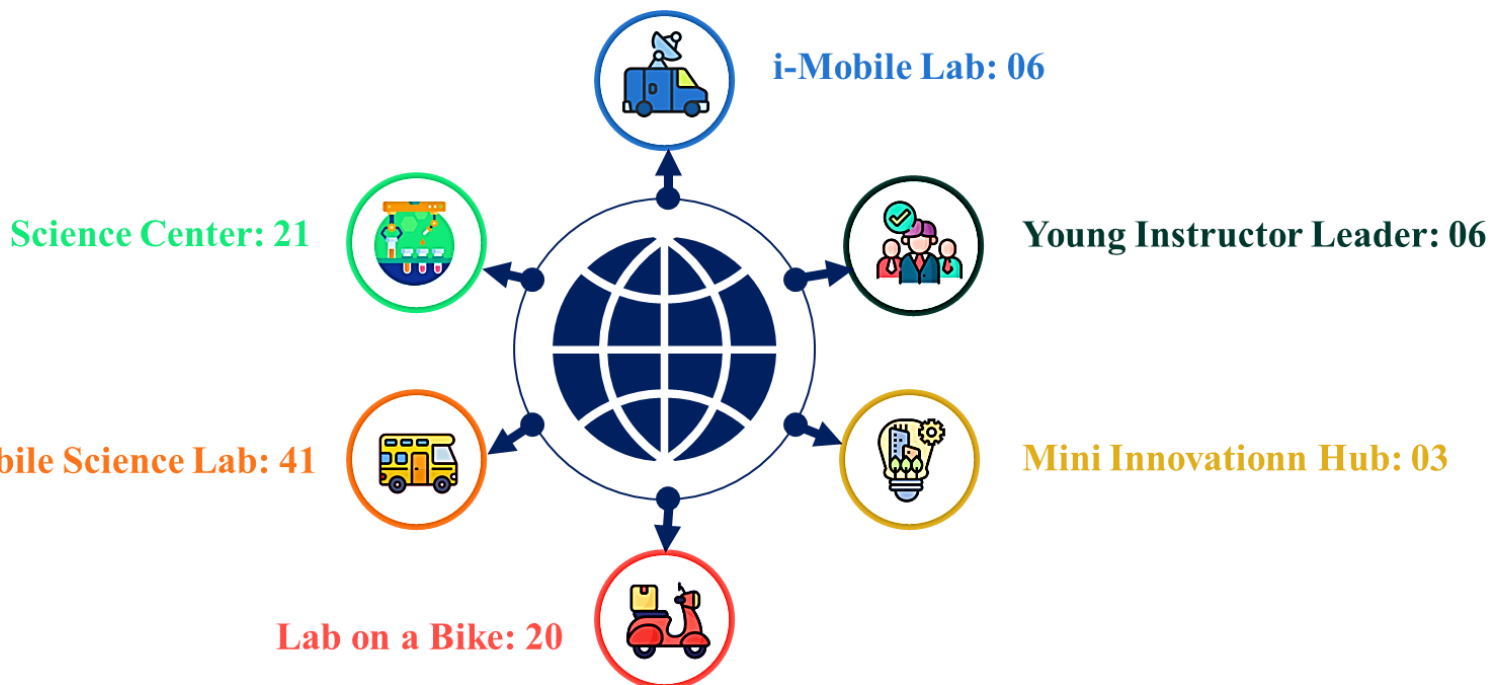 i-Mobile Lab: 06
Science Center: 21
Young Instructor Leader: 06
bile Science Lab: 41
Mini Innovationn Hub: 03
Lab on a Bike: 20